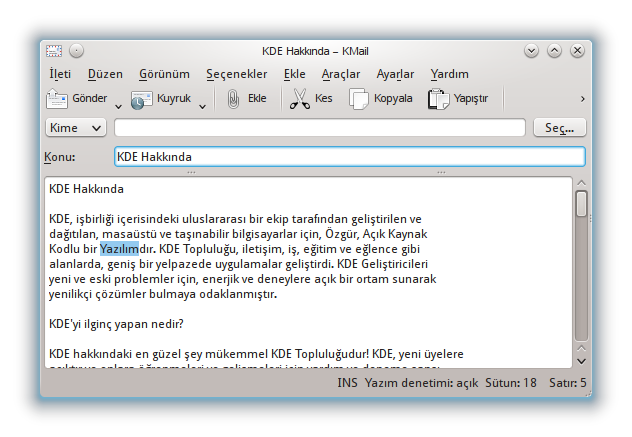 KDE Hakkında – KMail
İleti Düzen Görünüm Seçenekler Ekle Araçlar Ayarlar Yardım
Gönder Kuyruk Ekle Kes Kopyala Yapıştır
Kime Seç...
Konu: KDE Hakkında
KDE Hakkında
KDE, işbirliği içerisindeki uluslararası bir ekip tarafından geliştirilen ve
dağıtılan, masaüstü ve taşınabilir bilgisayarlar için, Özgür, Açık Kaynak
Kodlu bir Yazılımdır. KDE Topluluğu, iletişim, iş, eğitim ve eğlence gibi
alanlarda, geniş bir yelpazede uygulamalar geliştirdi. KDE Geliştiricileri
yeni ve eski problemler için, enerjik ve deneylere açık bir ortam sunarak
yenilikçi çözümler bulmaya odaklanmıştır.
KDE'yi ilginç yapan nedir?
KDE hakkındaki en güzel şey mükemmel KDE Topluluğudur! KDE, yeni üyelere
INS Yazım denetimi: açık Sütun: 18 Satır: 5